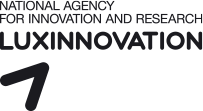 NATIONAL AGENCY
FOR INNOVATION AND RESEARCH
LUXINNOVATION